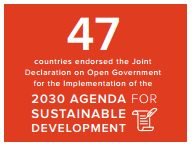 47
countries endorsed the Joint
Declaration on Open Government
for the Implementation of the
2030 AGENDA FOR
SUSTAINABLE
DEVELOPMENT